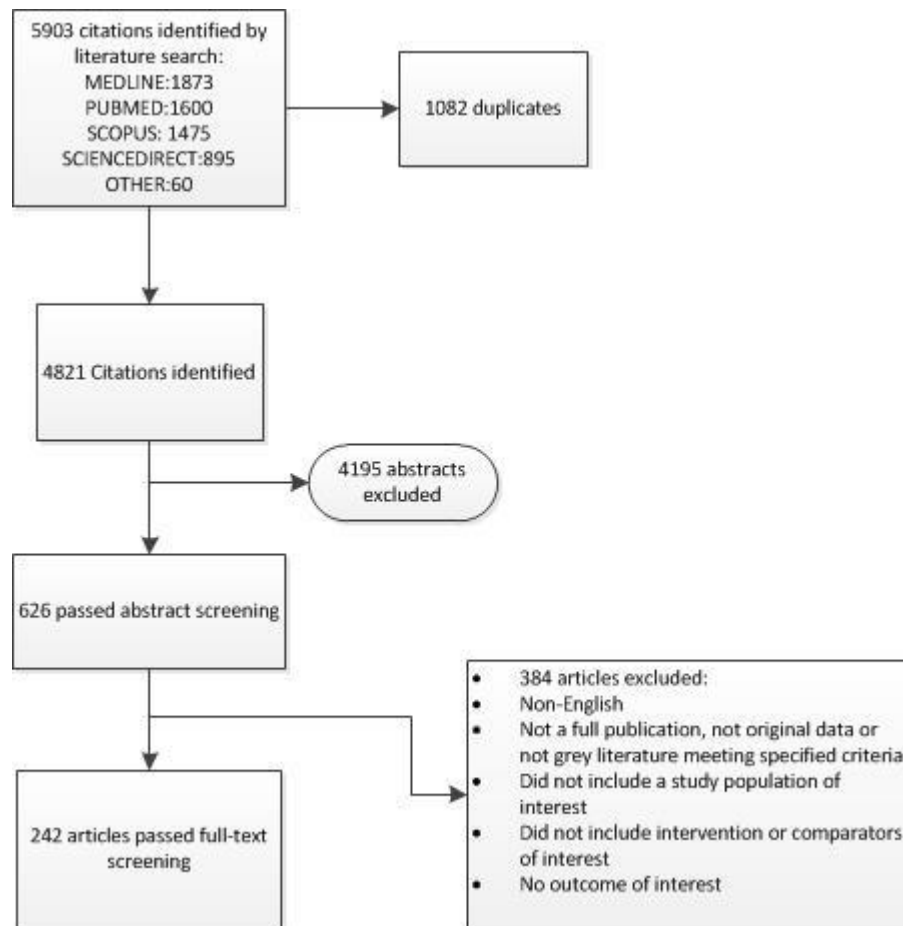 5903 citations identified by
literature search:
MEDLINE:1873
PUBMED:1600
SCOPUS: 1475
SCIENCEDIRECT:895
OTHER:60
1082 duplicates
4821 Citations identified
4195 abstracts
excluded
626 passed abstract screening
• 384 articles excluded:
• Non-English
• Not a full publication, not original data or
not grey literature meeting specified criteria
• Did not include a study population of
interest
• Did not include intervention or comparators
of interest
• No outcome of interest
242 articles passed full-text
screening